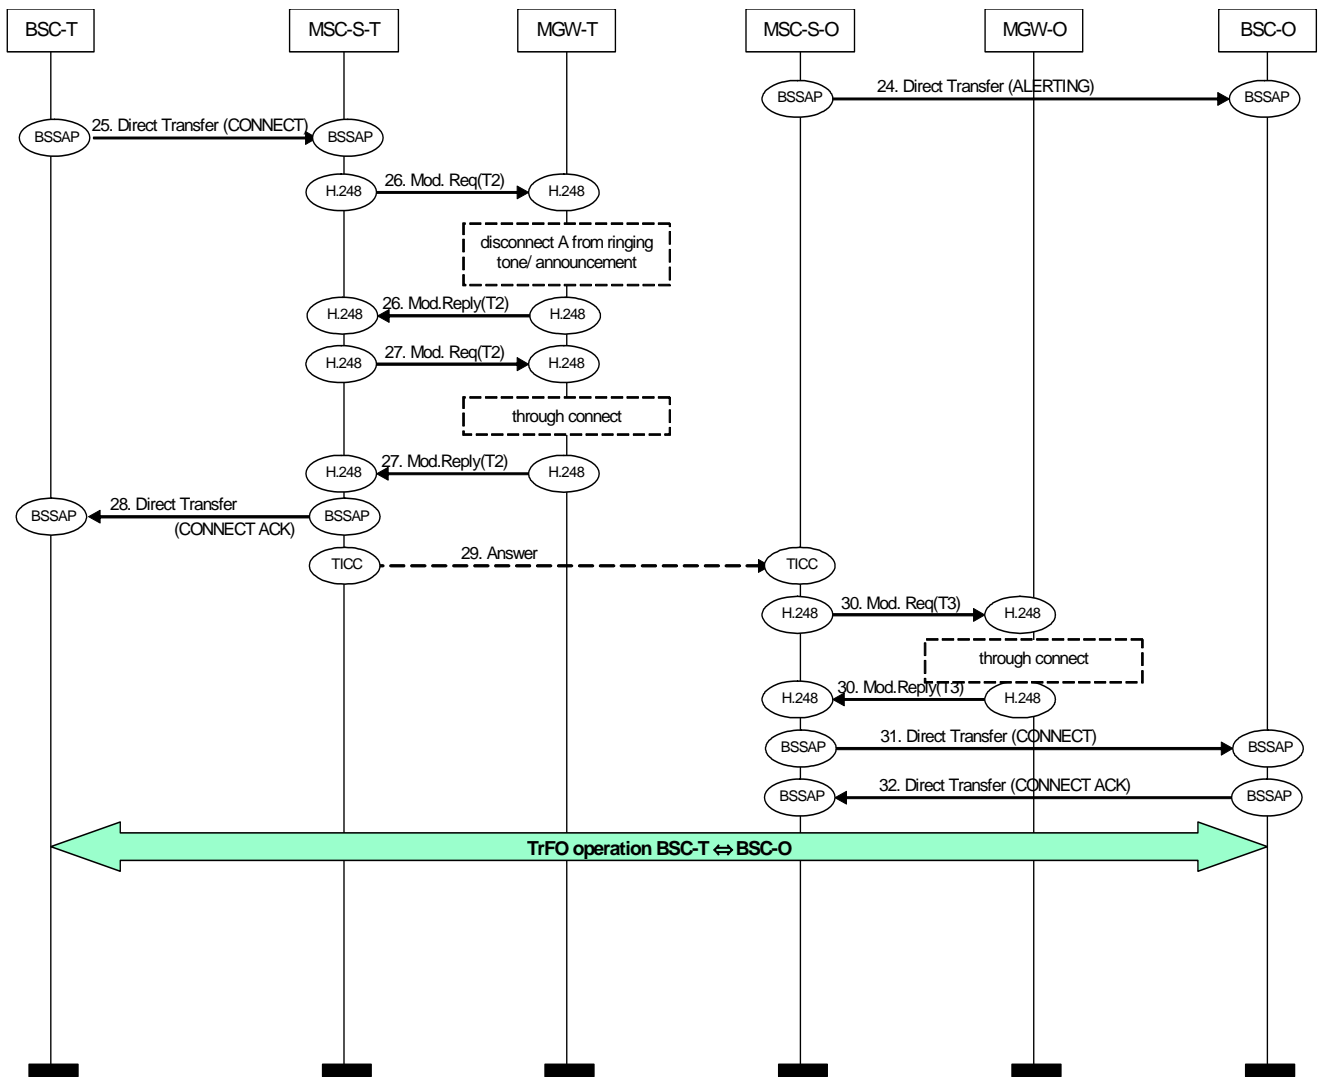 BSC-T
MSC-S-T
MGW-T
MSC-S-O
MGW-O
BSC-O
BSSAP
24. Direct Transfer (ALERTING)
BSSAP
BSSAP
25. Direct Transfer (CONNECT)
BSSAP
H.248
26. Mod. Req(T2)
H.248
disconnect A from ringing
tone/ announcement
H.248
26. Mod.Reply(T2)
H.248
H.248
27. Mod. Req(T2)
H.248
through connect
H.248
27. Mod.Reply(T2)
H.248
BSSAP
28. Direct Transfer
(CONNECT ACK)
BSSAP
TICC
29. Answer
TICC
H.248
30. Mod. Req(T3)
H.248
through connect
H.248
30. Mod.Reply(T3)
H.248
BSSAP
31. Direct Transfer (CONNECT)
BSSAP
BSSAP
32. Direct Transfer (CONNECT ACK)
BSSAP
TrFO operation BSC-T ⇔ BSC-O